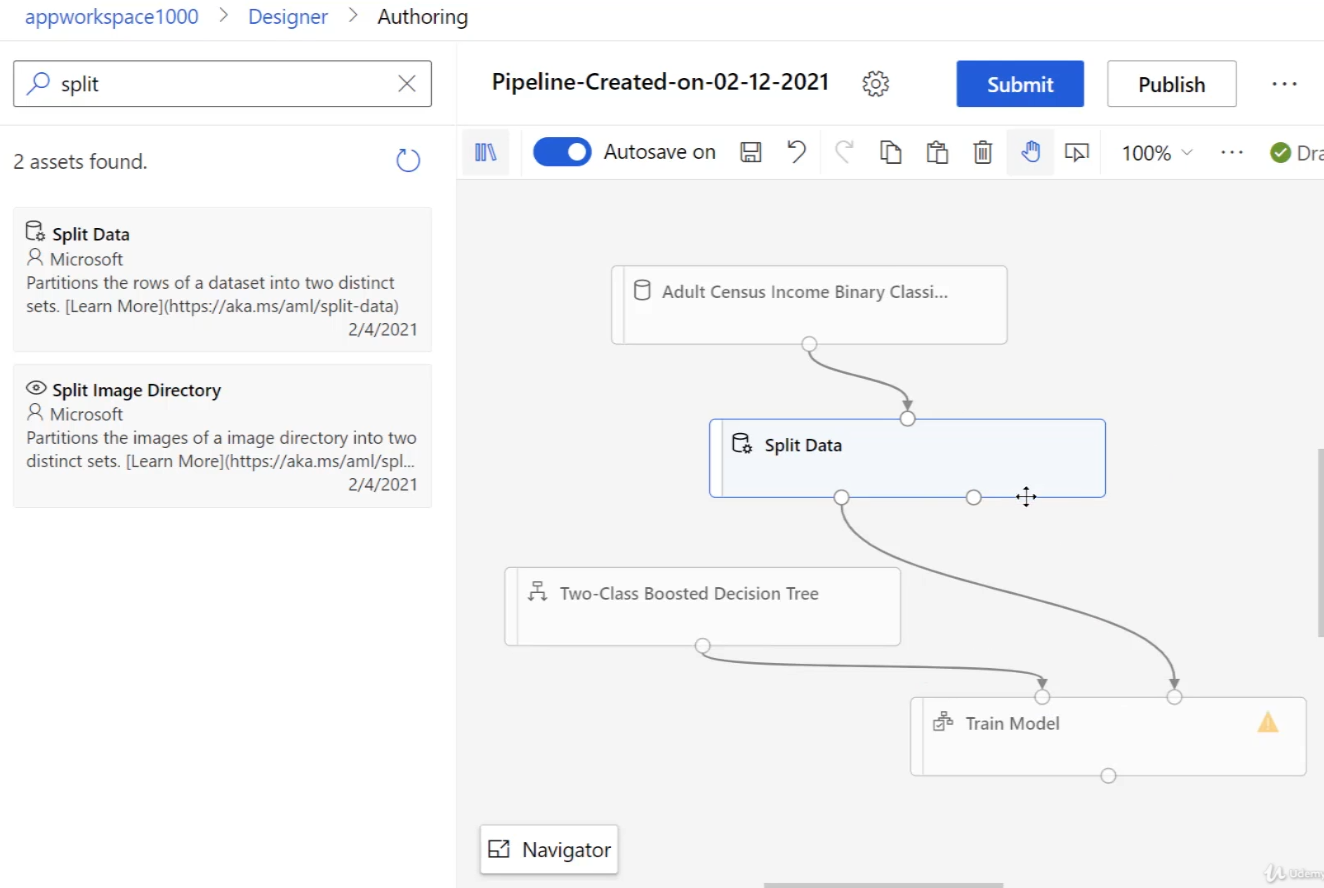 appworkspace1000 > Designer > Authoring
split
2 assets found.
Split Data
Microsoft
Partitions the rows of a dataset into two distinct
sets. [Learn More](https://aka.ms/aml/split-data)
2/4/2021
Split Image Directory
Microsoft
Partitions the images of a image directory into two
distinct sets. [Learn More](https://aka.ms/aml/spl...
2/4/2021
Pipeline-Created-on-02-12-2021
Submit
Publish
...
Autosave on
100%
...
Dra
Adult Census Income Binary Classi...
Split Data
Two-Class Boosted Decision Tree
Train Model
Navigator
Udemy